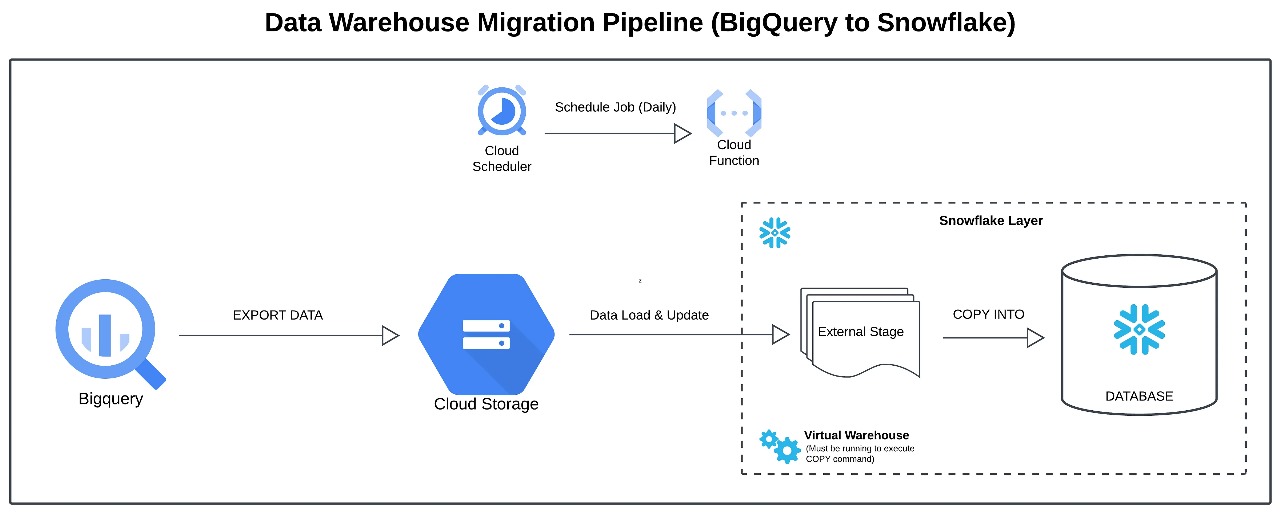 Data Warehouse Migration Pipeline (BigQuery to Snowflake)
Schedule Job (Daily)
Cloud
Scheduler
Cloud
Function
Snowflake Layer
EXPORT DATA
Data Load & Update
External Stage
COPY INTO
Bigquery
Cloud Storage
DATABASE
Virtual Warehouse
(Must be running to execute
COPY command)